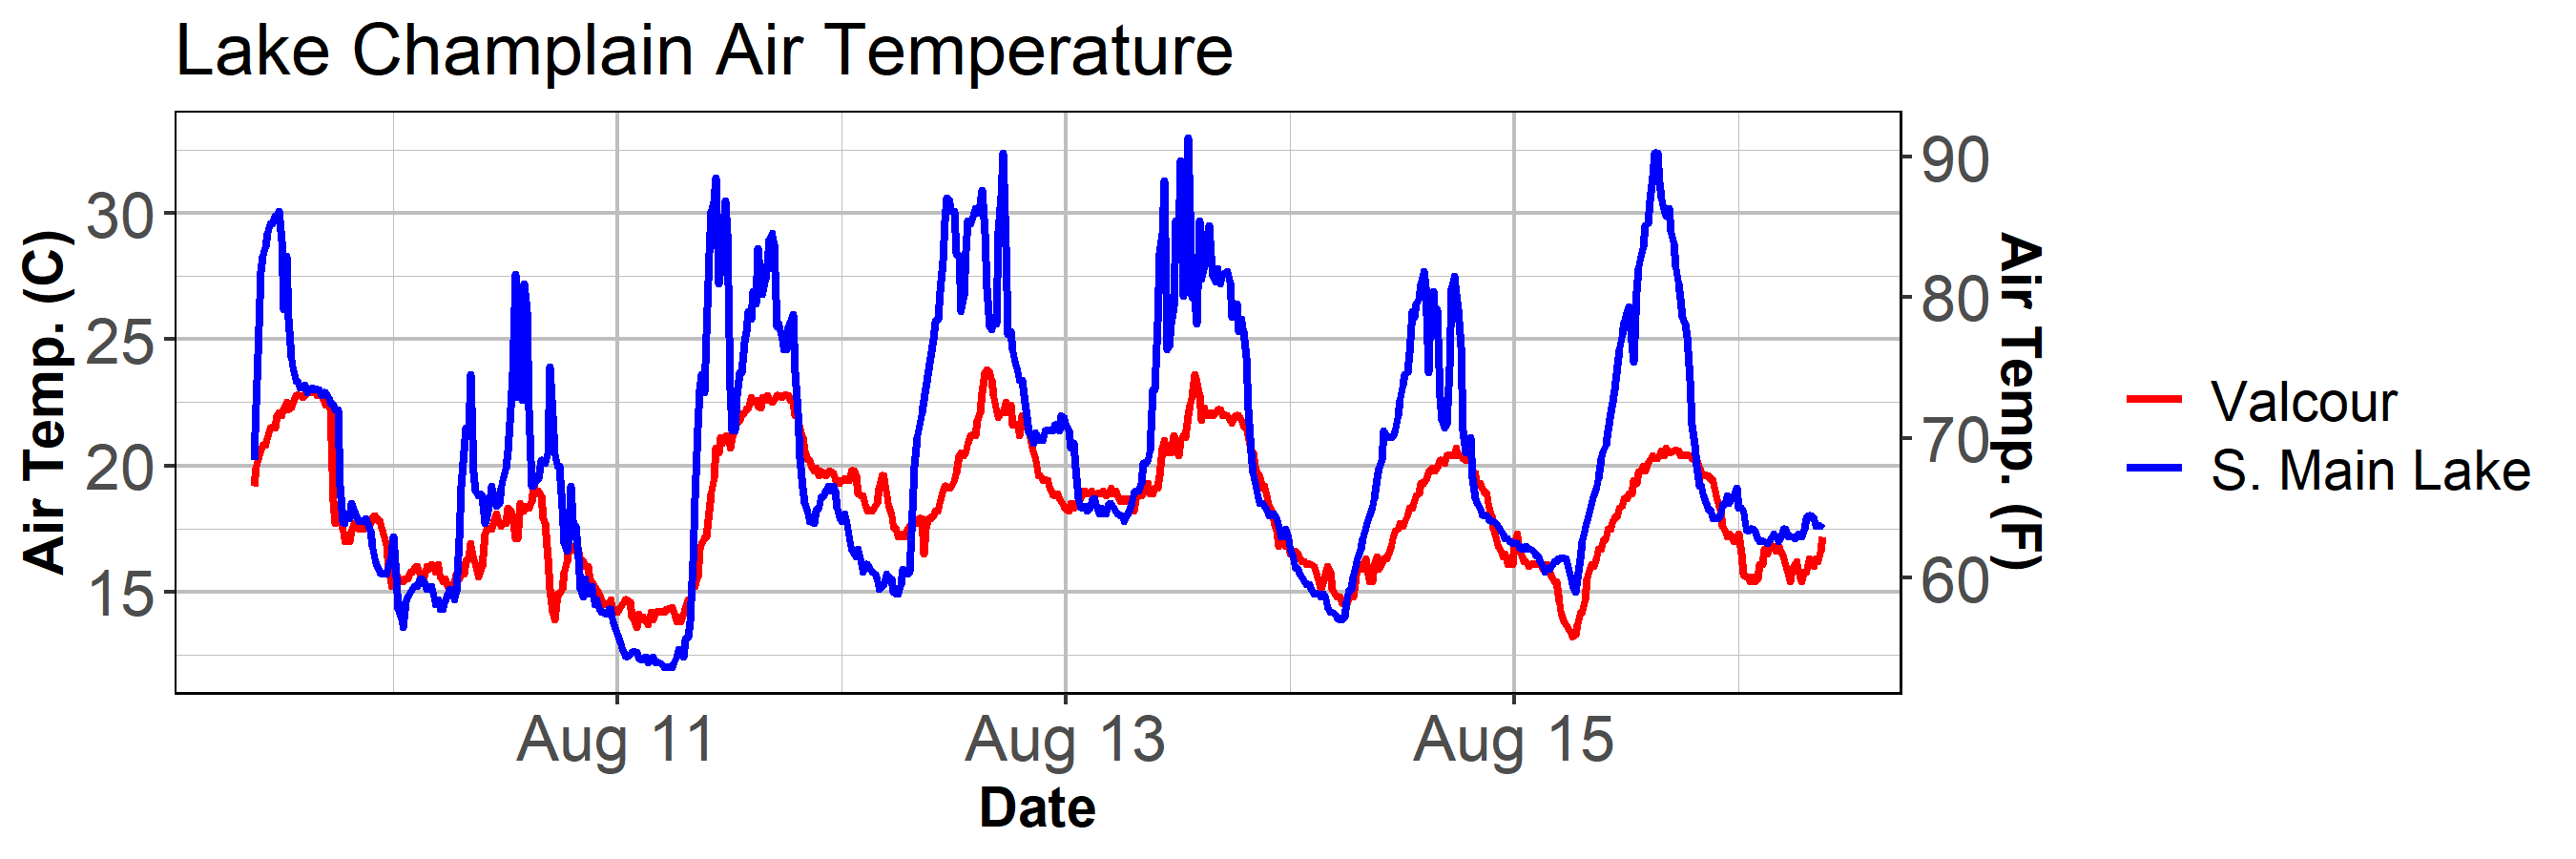 Lake Champlain Air Temperature
Air Temp. (C)
30
25
20
15
90
80
70
60
Air Temp. (F)
Valcour
S. Main Lake
Aug 11
Aug 13
Aug 15
Date